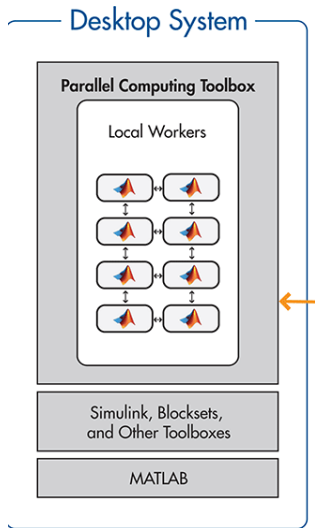 Desktop System
Parallel Computing Toolbox
Local Workers
Simulink, Blocksets,
and Other Toolboxes
MATLAB